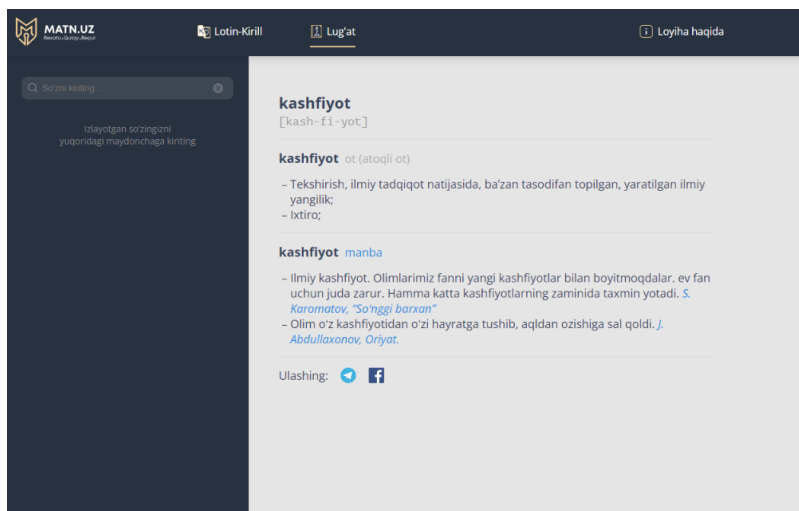 MATN.UZ
Lotin-Kirill
Lug'at
Loyiha haqida
So'zni kiriting...
Izlayotgan so'zingizni
yuqoridagi maydonchaga kiriting
kashfiyot
[kash-fi-yot]
kashfiyot ot (atoqli ot)
– Tekshirish, ilmiy tadqiqot natijasida, ba'zan tasodifan topilgan, yaratilgan ilmiy
yangilik;
– Ixtiro;
kashfiyot manba
– Ilmiy kashfiyot. Olimlarimiz fanni yangi kashfiyotlar bilan boyitmoqdalar. ev fan
uchun juda zarur. Hamma katta kashfiyotlarning zaminida taxmin yotadi. S.
Karomatov, "So'nggi barxan"
– Olim o'z kashfiyotidan o'zi hayratga tushib, aqldan ozishiga sal qoldi. J.
Abdullaxonov, Oriyat.
Ulashing: